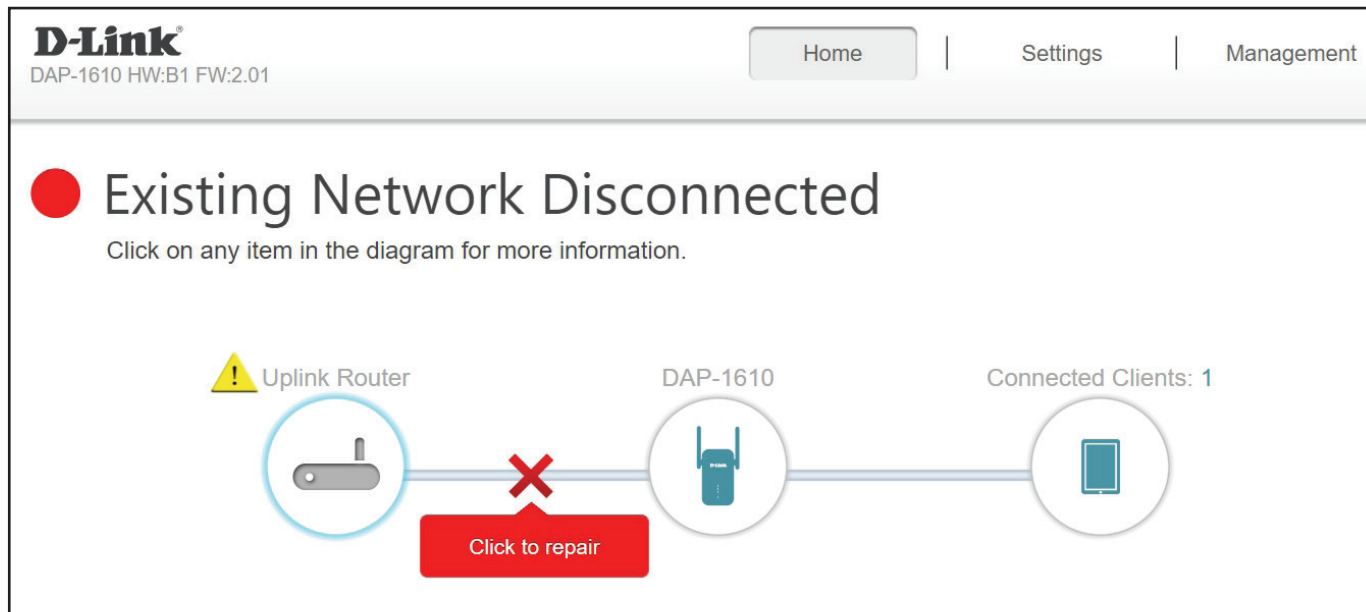 D-Link
DAP-1610 HW:B1 FW:2.01
Home | Settings | Management
Existing Network Disconnected
Click on any item in the diagram for more information.
! Uplink Router DAP-1610 Connected Clients: 1
D-Link
Click to repair